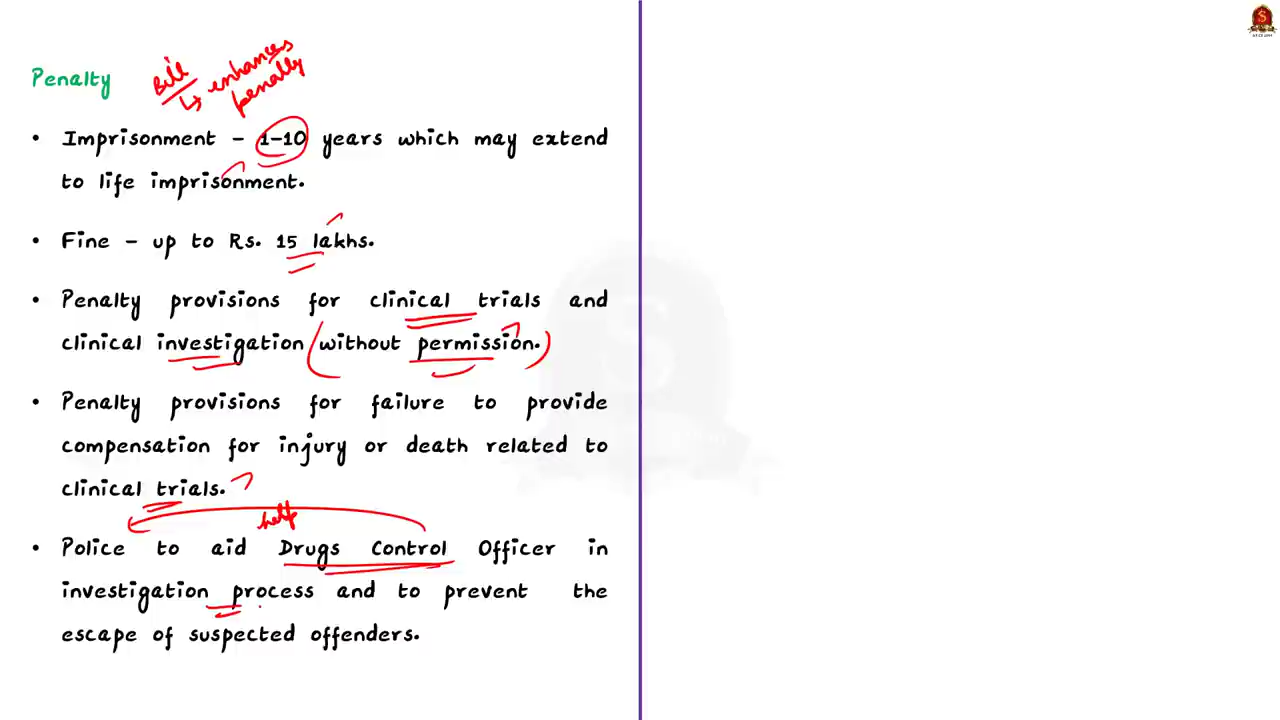 Penalty
Bill
↳ enhances
penalty
• Imprisonment – 1-10 years which may extend
to life imprisonment.
• Fine – up to Rs. 15 lakhs.
• Penalty provisions for clinical trials and
clinical investigation (without permission.)
• Penalty provisions for failure to provide
compensation for injury or death related to
clinical trials.
help
• Police to aid Drugs Control Officer in
investigation process and to prevent the
escape of suspected offenders.